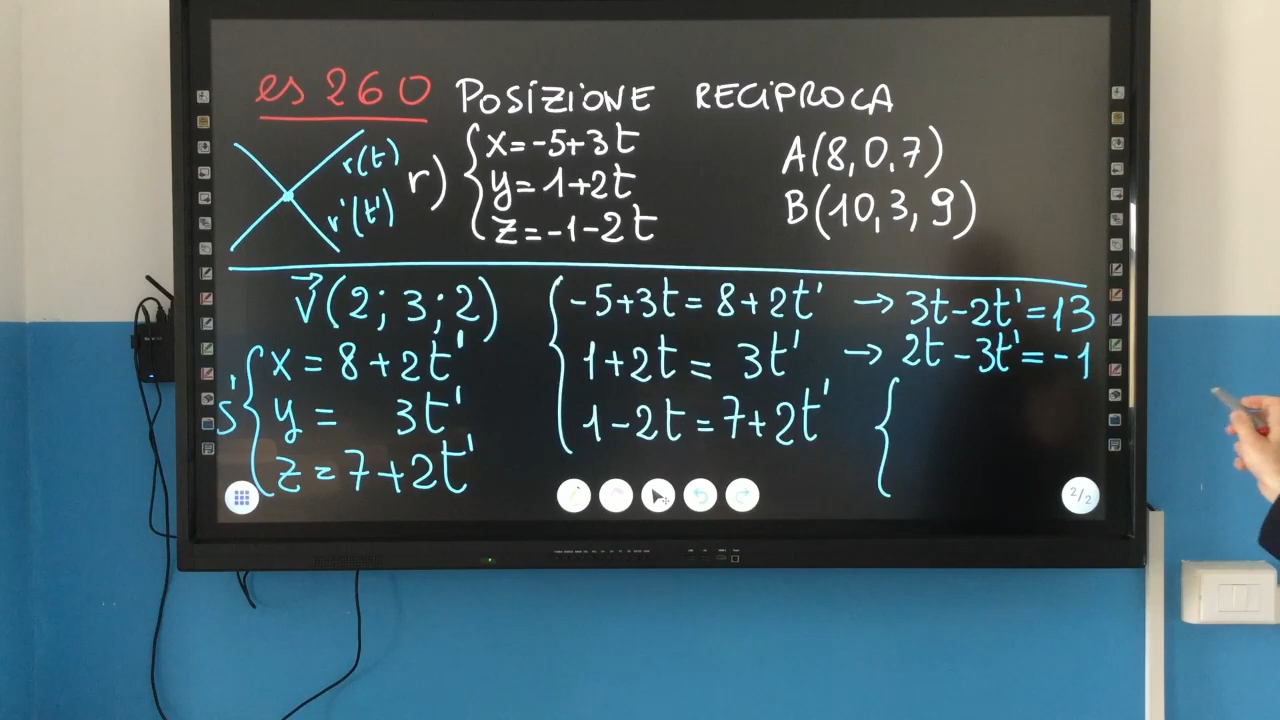 es 260 POSIZIONE RECIPROCA
r(t)
r'(t')
r) { x=-5+3t
y=1+2t
z=-1-2t
A(8,0,7)
B(10,3,9)
v⃗(2;3;2)
s' { x=8+2t'
y= 3t'
z=7+2t'
{ -5+3t=8+2t' → 3t-2t'=13
1+2t= 3t' → 2t-3t'=-1
1-2t=7+2t'
{
2/2